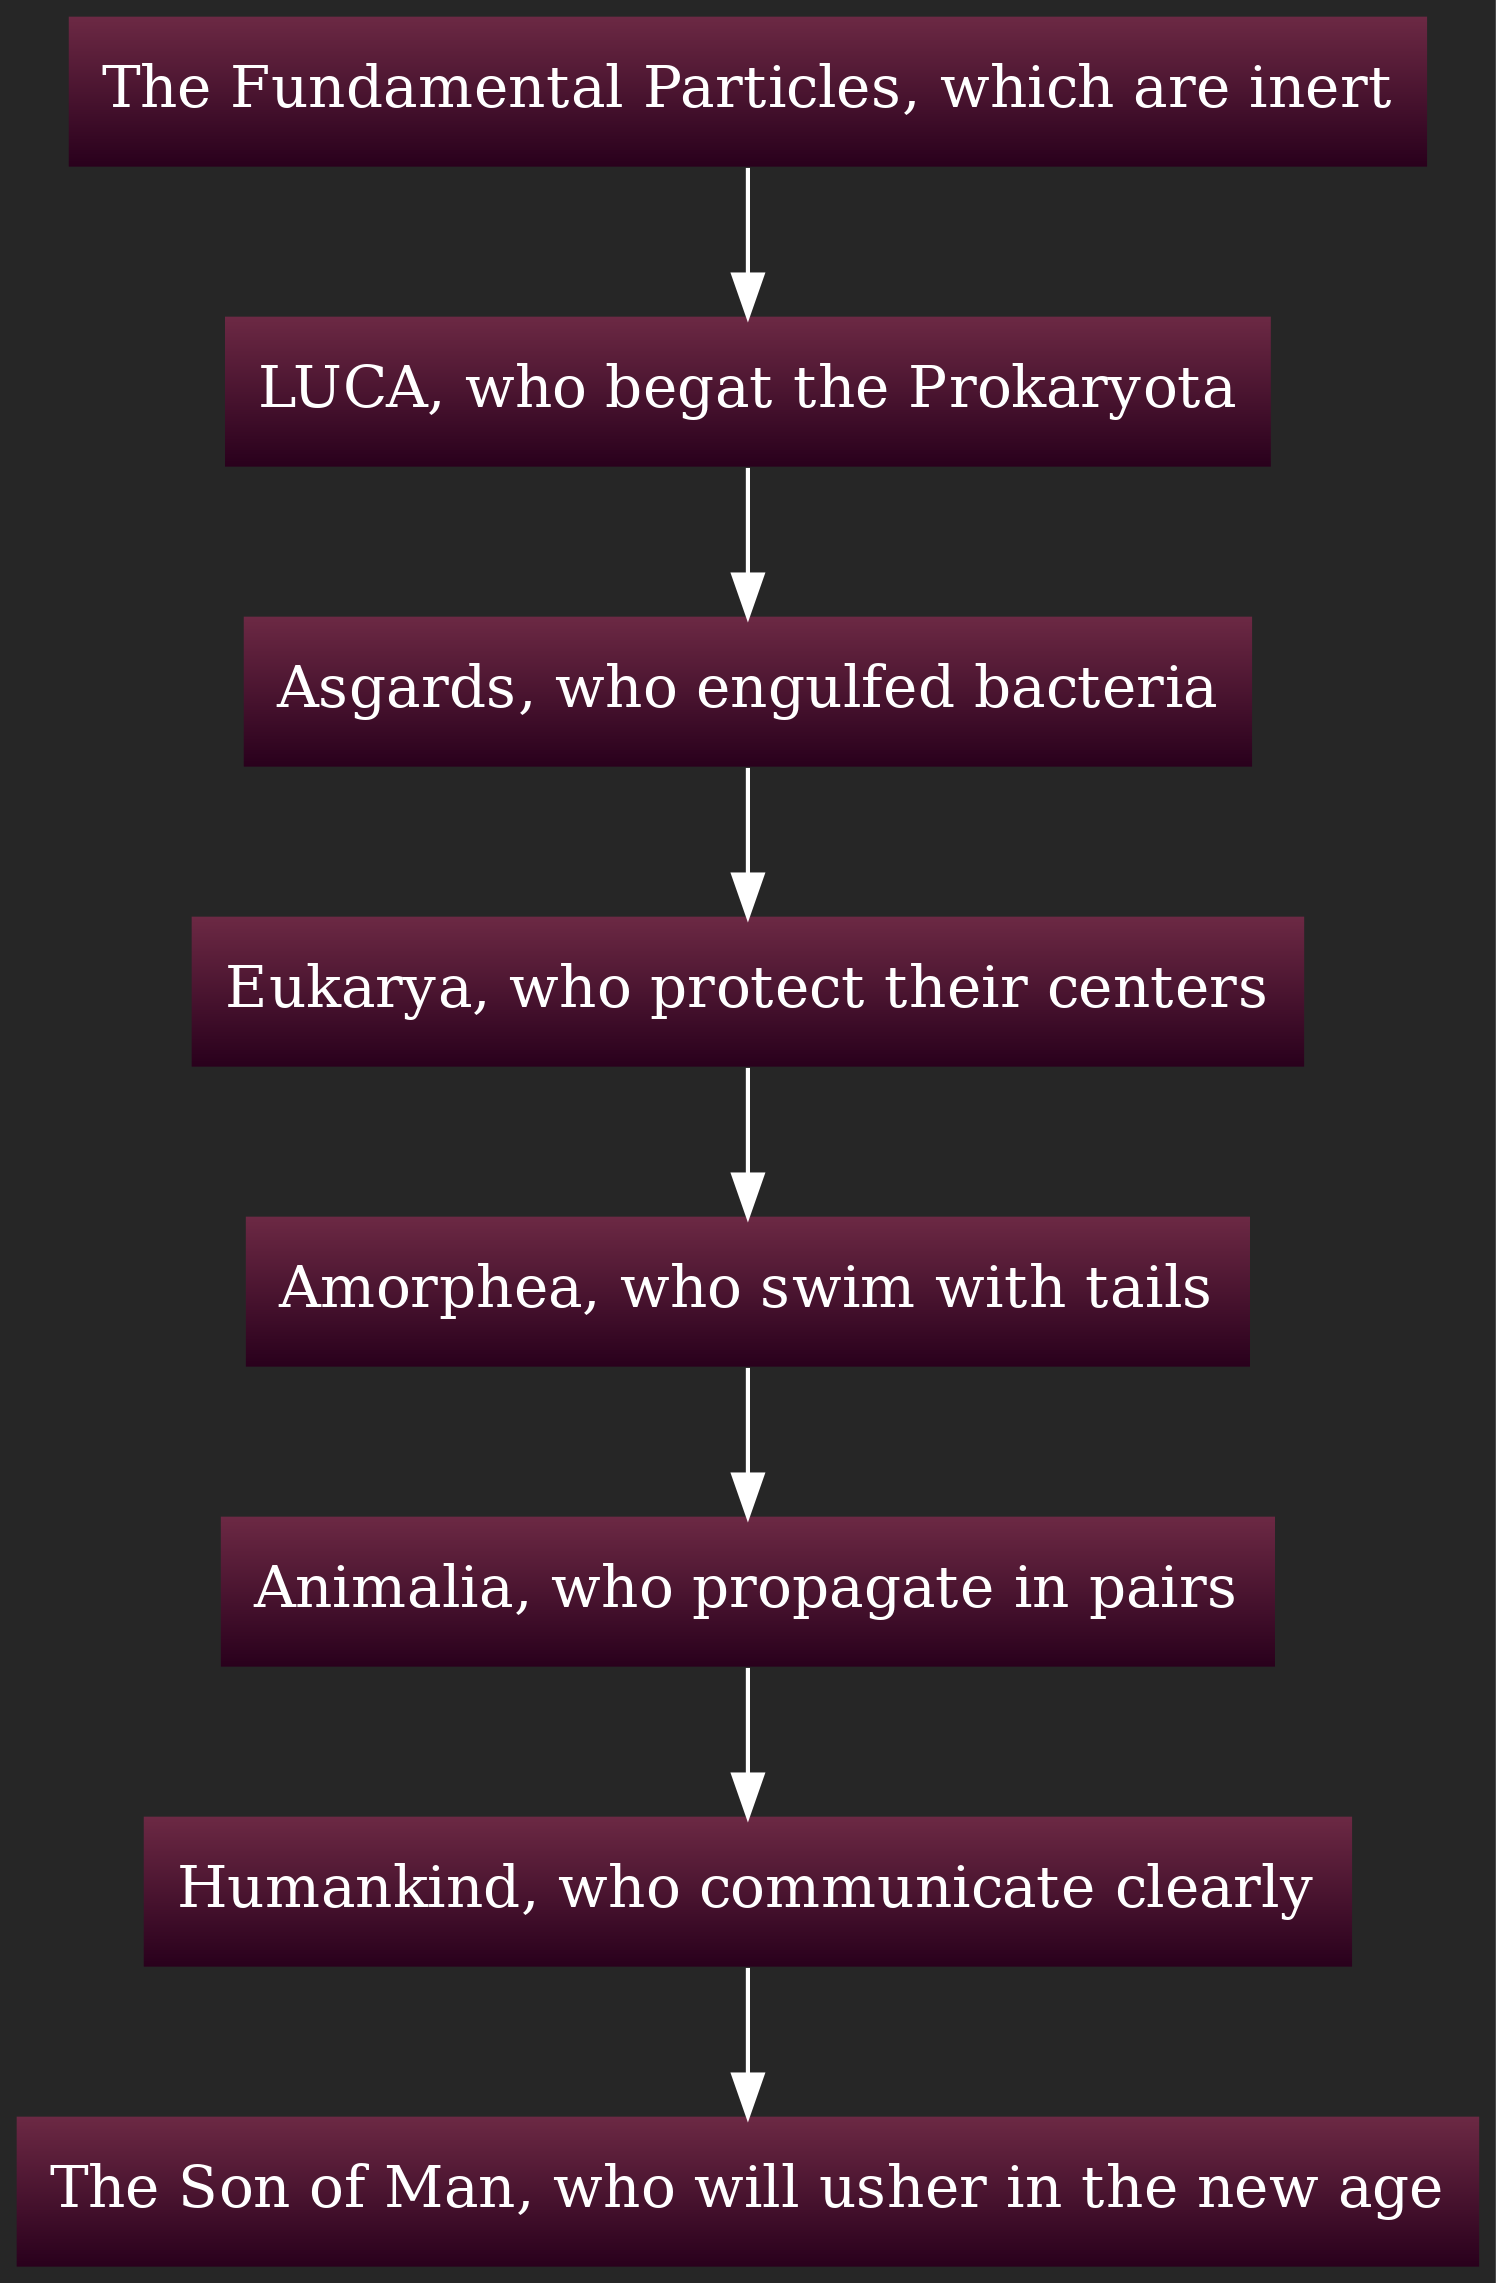 The Fundamental Particles, which are inert
LUCA, who begat the Prokaryota
Asgards, who engulfed bacteria
Eukarya, who protect their centers
Amorphea, who swim with tails
Animalia, who propagate in pairs
Humankind, who communicate clearly
The Son of Man, who will usher in the new age